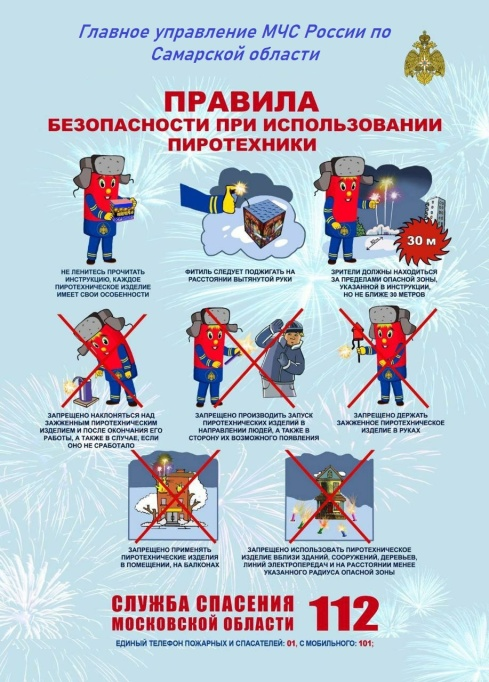 Главное управление МЧС России по
Самарской области
ПРАВИЛА
БЕЗОПАСНОСТИ ПРИ ИСПОЛЬЗОВАНИИ
ПИРОТЕХНИКИ
30 м
НЕ ЛЕНИТЕСЬ ПРОЧИТАТЬ
ИНСТРУКЦИЮ, КАЖДОЕ
ПИРОТЕХНИЧЕСКОЕ ИЗДЕЛИЕ
ИМЕЕТ СВОИ ОСОБЕННОСТИ
ФИТИЛЬ СЛЕДУЕТ ПОДЖИГАТЬ НА
РАССТОЯНИИ ВЫТЯНУТОЙ РУКИ
ЗРИТЕЛИ ДОЛЖНЫ НАХОДИТЬСЯ
ЗА ПРЕДЕЛАМИ ОПАСНОЙ ЗОНЫ,
УКАЗАННОЙ В ИНСТРУКЦИИ,
НО НЕ БЛИЖЕ 30 МЕТРОВ
ЗАПРЕЩЕНО НАКЛОНЯТЬСЯ НАД
ЗАЖЖЕННЫМ ПИРОТЕХНИЧЕСКИМ
ИЗДЕЛИЕМ И ПОСЛЕ ОКОНЧАНИЯ ЕГО
РАБОТЫ, А ТАКЖЕ В СЛУЧАЕ, ЕСЛИ
ОНО НЕ СРАБОТАЛО
ЗАПРЕЩЕНО ПРОИЗВОДИТЬ ЗАПУСК
ПИРОТЕХНИЧЕСКИХ ИЗДЕЛИЙ В
НАПРАВЛЕНИИ ЛЮДЕЙ, А ТАКЖЕ В
СТОРОНУ ИХ ВОЗМОЖНОГО ПОЯВЛЕНИЯ
ЗАПРЕЩЕНО ДЕРЖАТЬ
ЗАЖЖЕННОЕ ПИРОТЕХНИЧЕСКОЕ
ИЗДЕЛИЕ В РУКАХ
ЗАПРЕЩЕНО ПРИМЕНЯТЬ
ПИРОТЕХНИЧЕСКИЕ ИЗДЕЛИЯ
В ПОМЕЩЕНИИ, НА БАЛКОНАХ
ЗАПРЕЩЕНО ИСПОЛЬЗОВАТЬ ПИРОТЕХНИЧЕСКОЕ
ИЗДЕЛИЕ ВБЛИЗИ ЗДАНИЙ, СООРУЖЕНИЙ, ДЕРЕВЬЕВ,
ЛИНИЙ ЭЛЕКТРОПЕРЕДАЧ И НА РАССТОЯНИИ МЕНЕЕ
УКАЗАННОГО РАДИУСА ОПАСНОЙ ЗОНЫ
СЛУЖБА СПАСЕНИЯ
МОСКОВСКОЙ ОБЛАСТИ 112
ЕДИНЫЙ ТЕЛЕФОН ПОЖАРНЫХ И СПАСАТЕЛЕЙ: 01, С МОБИЛЬНОГО: 101;